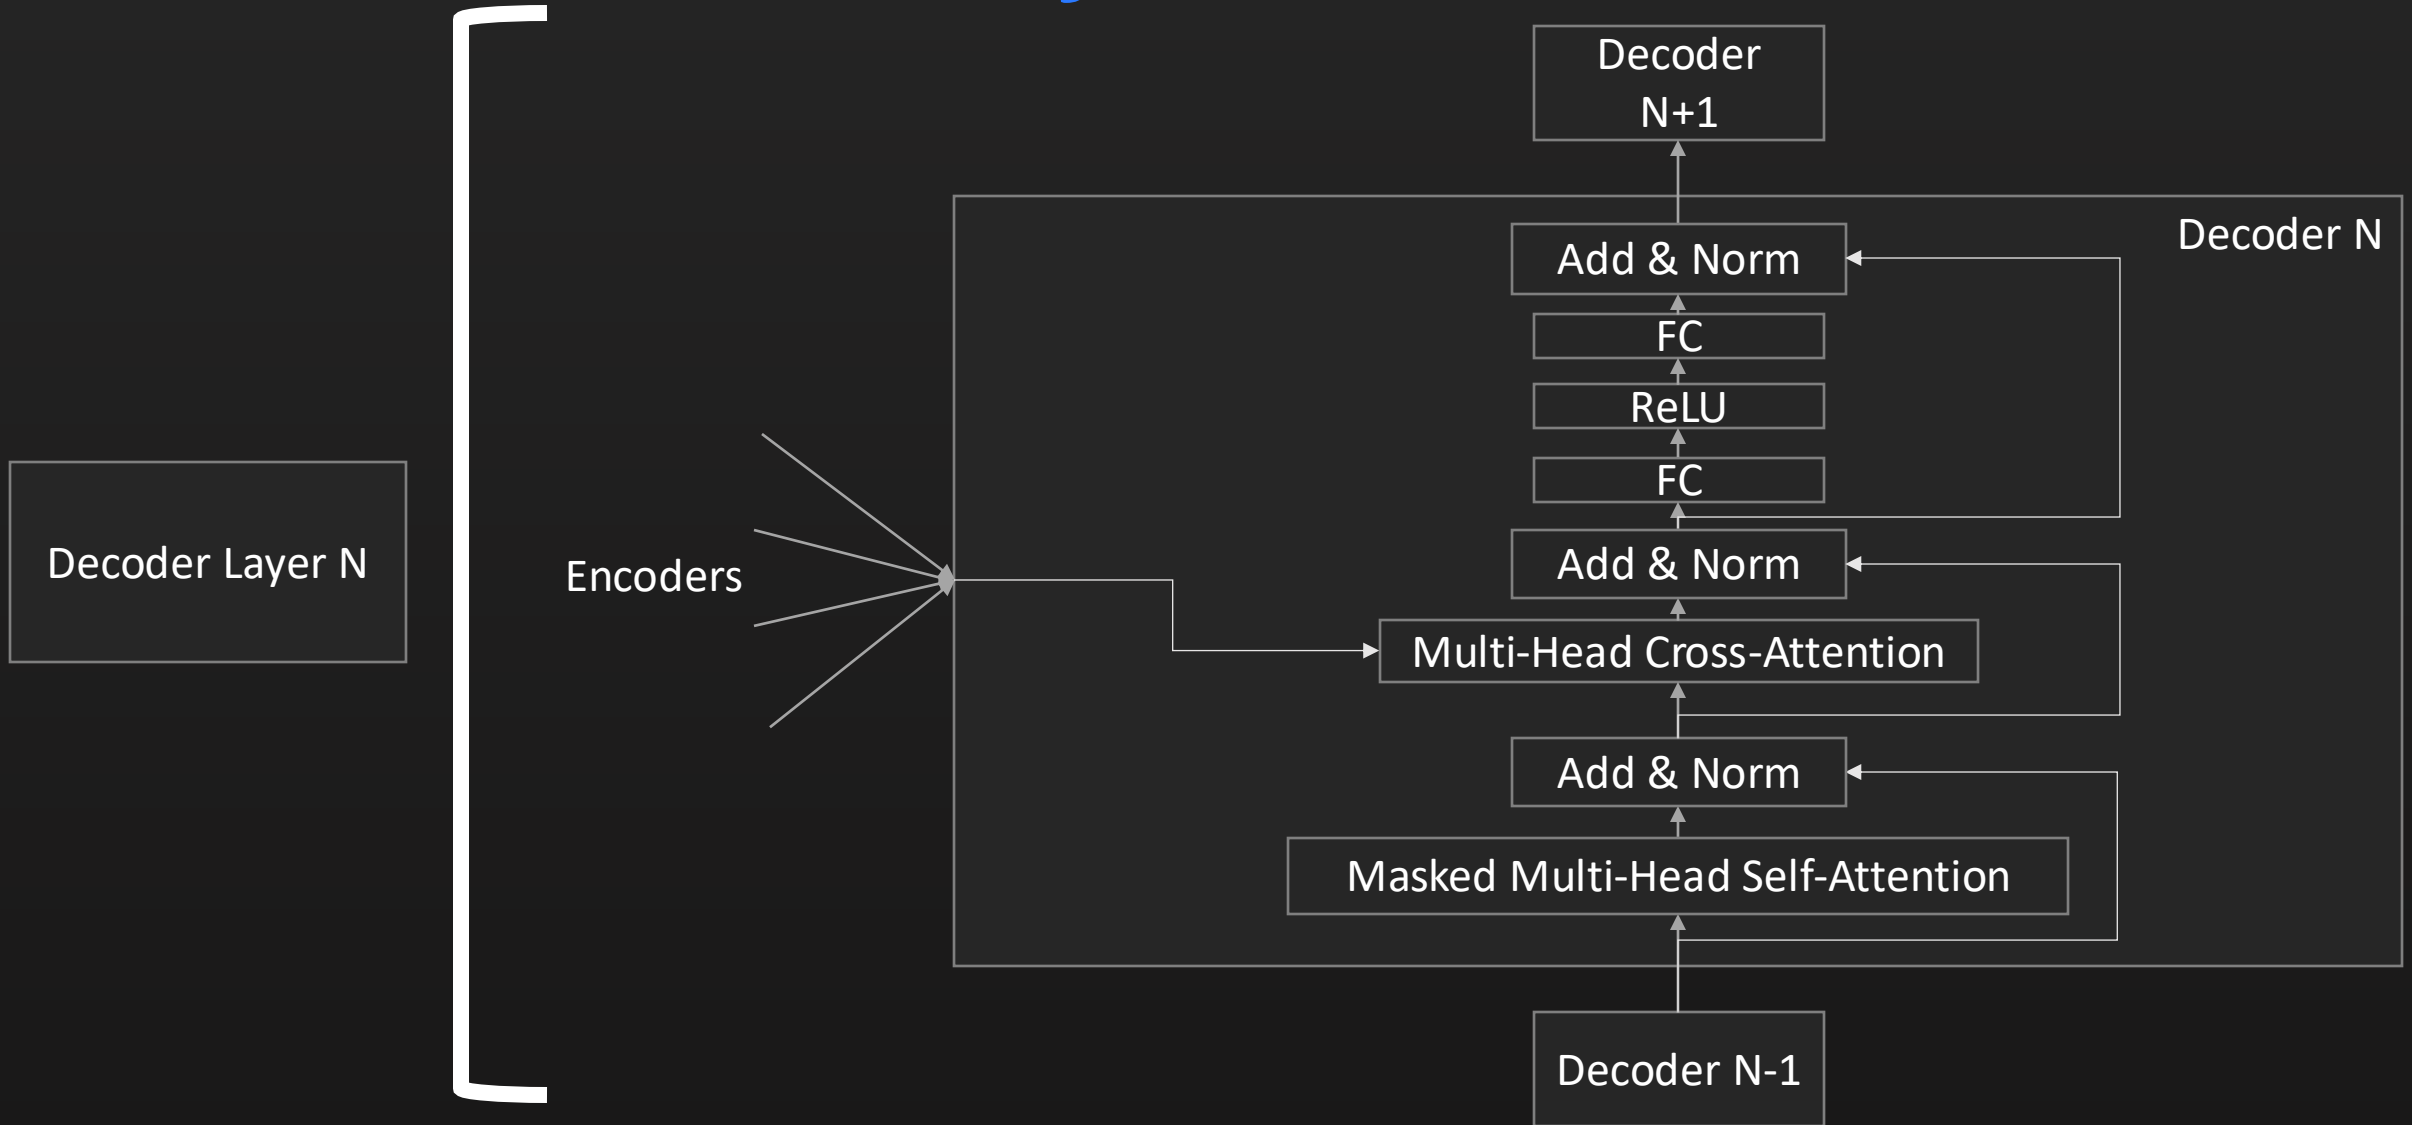 Decoder
N+1
Decoder N
Add & Norm
FC
ReLU
FC
Add & Norm
Decoder Layer N
Encoders
Multi-Head Cross-Attention
Add & Norm
Masked Multi-Head Self-Attention
Decoder N-1